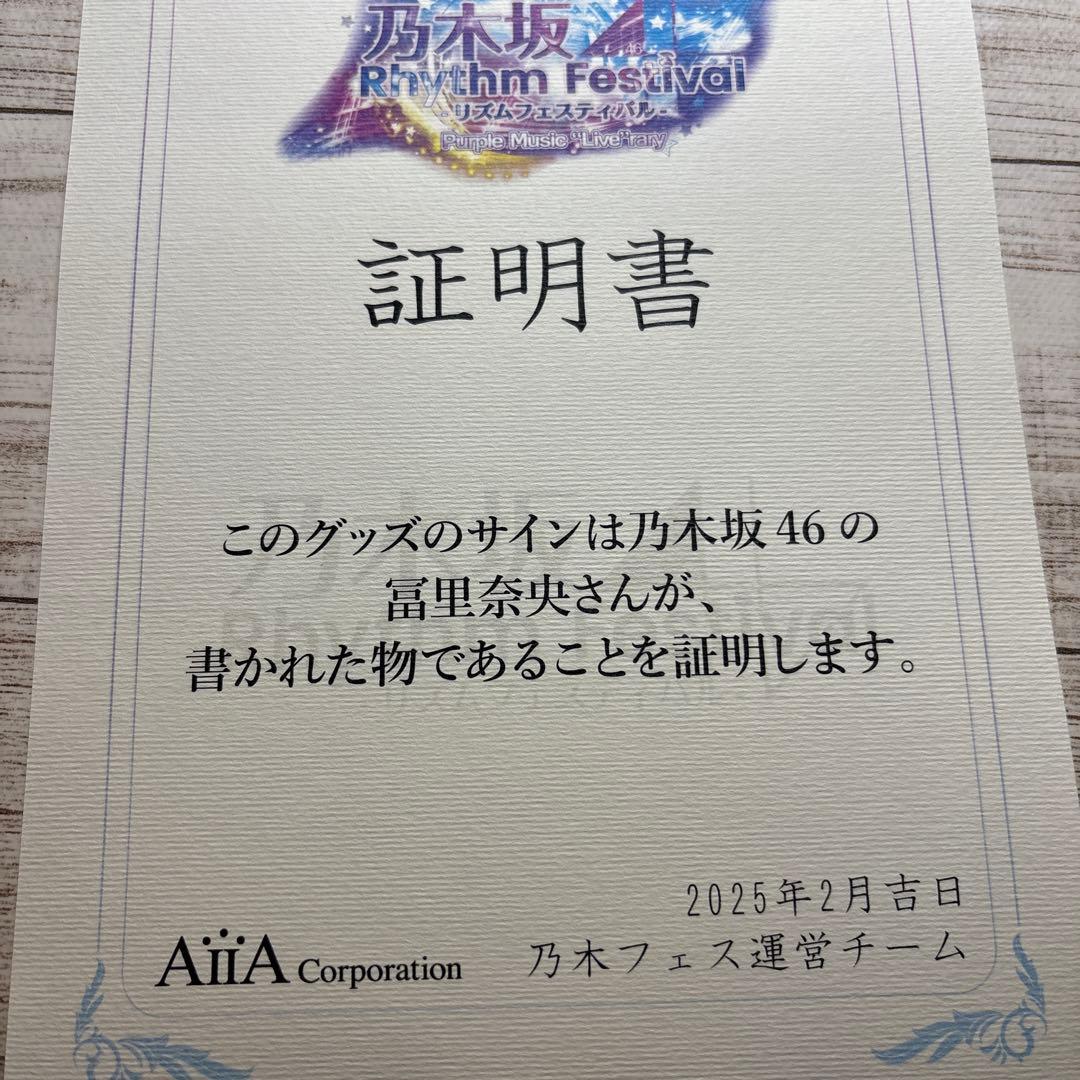 乃木坂46
Rhythm Festival
-リズムフェスティバル-
Purple Music "Live"rary
証明書
このグッズのサインは乃木坂46の
冨里奈央さんが、
書かれた物であることを証明します。
2025年2月吉日
AiiA Corporation
乃木フェス運営チーム